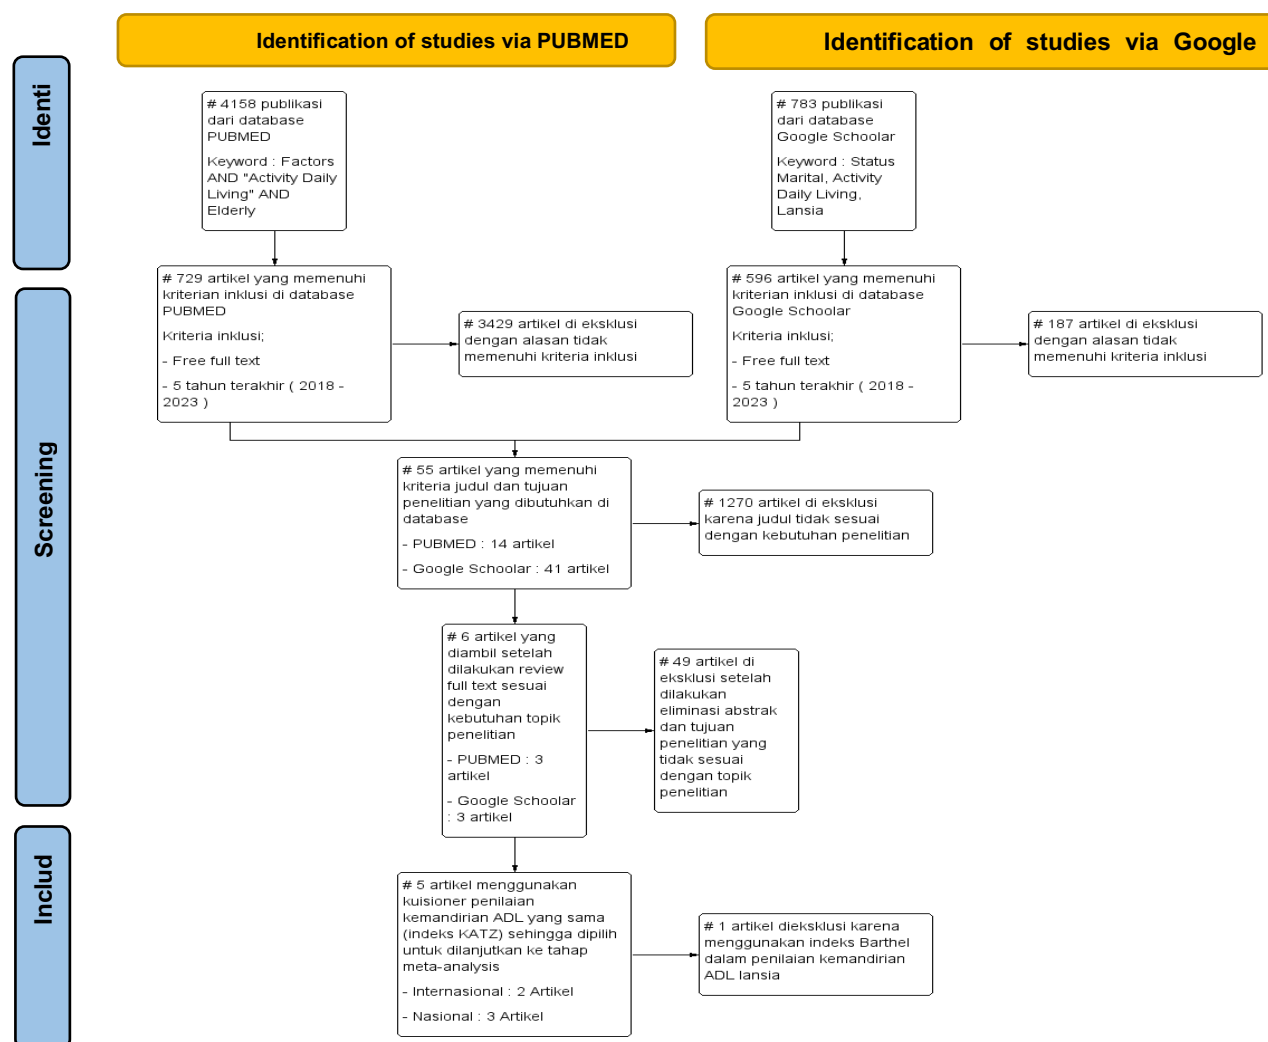 Identification of studies via PUBMED
Identification of studies via Google
Identi
# 4158 publikasi
dari database
PUBMED
Keyword : Factors
AND "Activity Daily
Living" AND
Elderly
# 783 publikasi
dari database
Google Schoolar
Keyword : Status
Marital, Activity
Daily Living,
Lansia
Screening
# 729 artikel yang memenuhi
kriterian inklusi di database
PUBMED
Kriteria inklusi;
- Free full text
- 5 tahun terakhir ( 2018 -
2023 )
# 3429 artikel di eksklusi
dengan alasan tidak
memenuhi kriteria inklusi
# 596 artikel yang memenuhi
kriterian inklusi di database
Google Schoolar
Kriteria inklusi;
- Free full text
- 5 tahun terakhir ( 2018 -
2023 )
# 187 artikel di eksklusi
dengan alasan tidak
memenuhi kriteria inklusi
# 55 artikel yang memenuhi
kriteria judul dan tujuan
penelitian yang dibutuhkan di
database
- PUBMED : 14 artikel
- Google Schoolar : 41 artikel
# 1270 artikel di eksklusi
karena judul tidak sesuai
dengan kebutuhan penelitian
# 6 artikel yang
diambil setelah
dilakukan review
full text sesuai
dengan
kebutuhan topik
penelitian
- PUBMED : 3
artikel
- Google Schoolar
: 3 artikel
# 49 artikel di
eksklusi setelah
dilakukan
eliminasi abstrak
dan tujuan
penelitian yang
tidak sesuai
dengan topik
penelitian
Includ
# 5 artikel menggunakan
kuisioner penilaian
kemandirian ADL yang sama
(indeks KATZ) sehingga dipilih
untuk dilanjutkan ke tahap
meta-analysis
- Internasional : 2 Artikel
- Nasional : 3 Artikel
# 1 artikel dieksklusi karena
menggunakan indeks Barthel
dalam penilaian kemandirian
ADL lansia